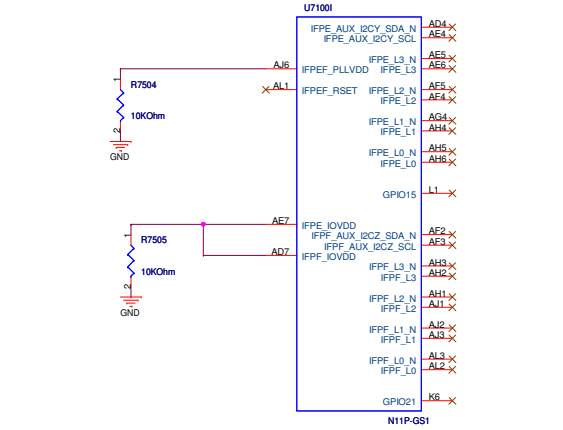 U7100I
IFPE_AUX_I2CY_SDA_N AD4
IFPE_AUX_I2CY_SCL AE4
IFPE_L3_N AE5
AJ6 IFPEF_PLLVDD IFPE_L3 AE6
1
R7504
AL1 IFPEF_RSET IFPE_L2_N AF5
IFPE_L2 AF4
10KOhm
IFPE_L1_N AG4
2
IFPE_L1 AH4
GND
IFPE_L0_N AH5
IFPE_L0 AH6
GPIO15 L1
AE7 IFPE_IOVDD
1
IFPF_AUX_I2CZ_SDA_N AF2
R7505
IFPF_AUX_I2CZ_SCL AF3
AD7 IFPF_IOVDD
IFPF_L3_N AH3
10KOhm
IFPF_L3 AH2
2
IFPF_L2_N AH1
IFPF_L2 AJ1
GND
IFPF_L1_N AJ2
IFPF_L1 AJ3
IFPF_L0_N AL3
IFPF_L0 AL2
GPIO21 K6
N11P-GS1